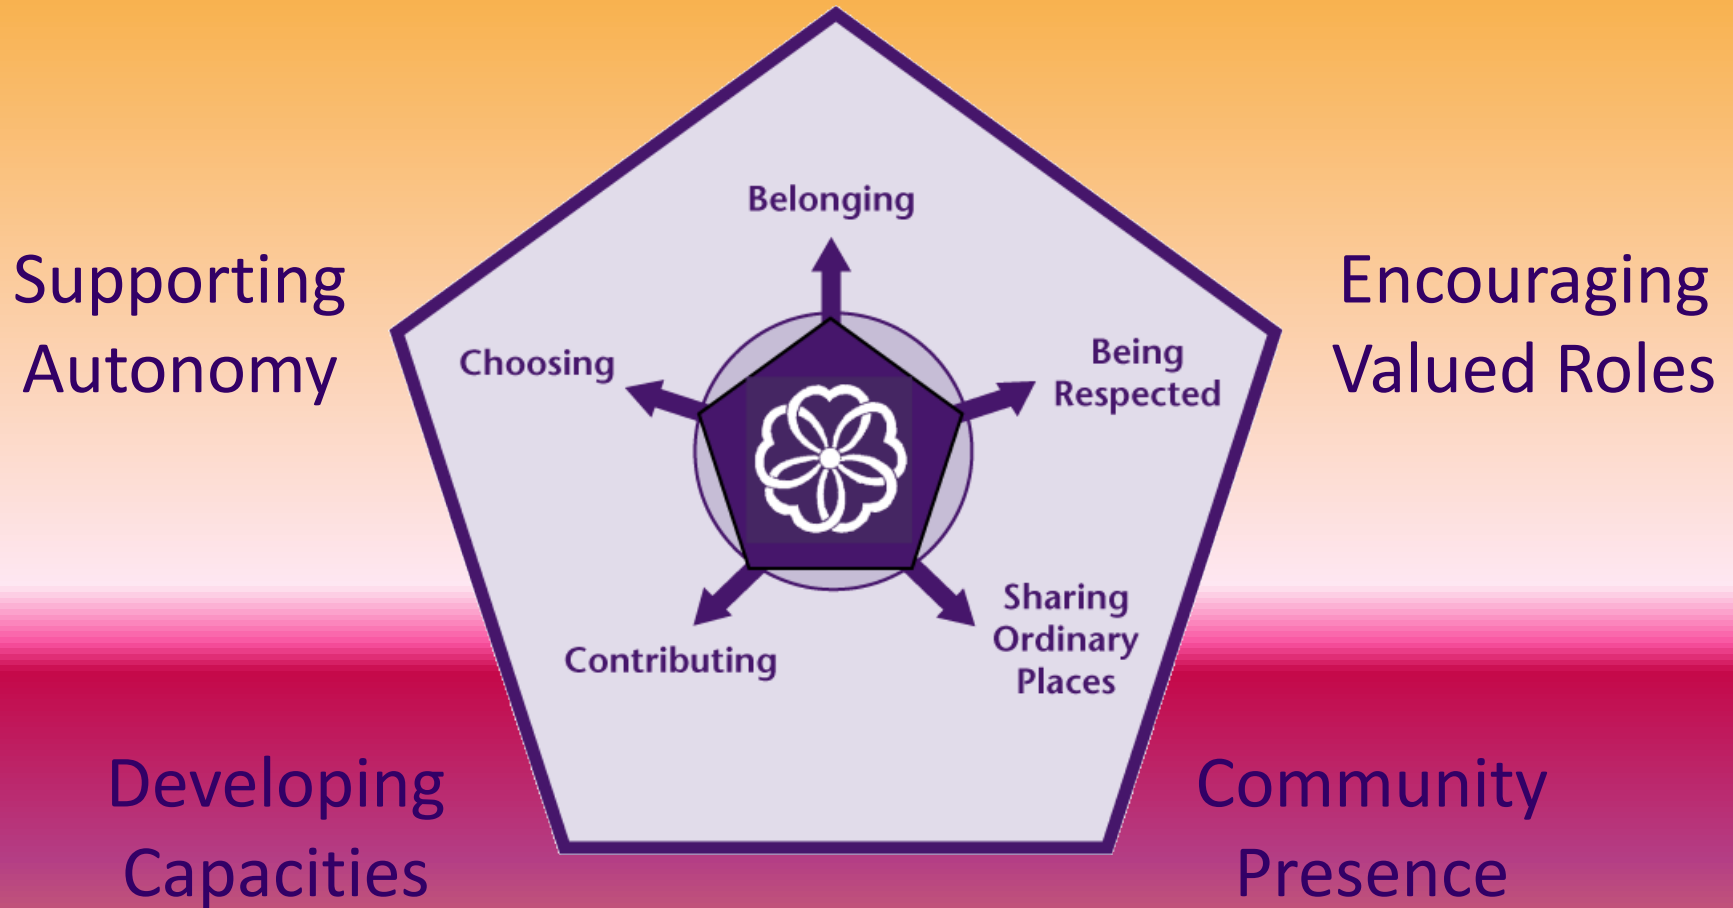 Belonging
Supporting
Autonomy
Encouraging
Valued Roles
Choosing
Being
Respected
Contributing
Sharing
Ordinary
Places
Developing
Capacities
Community
Presence